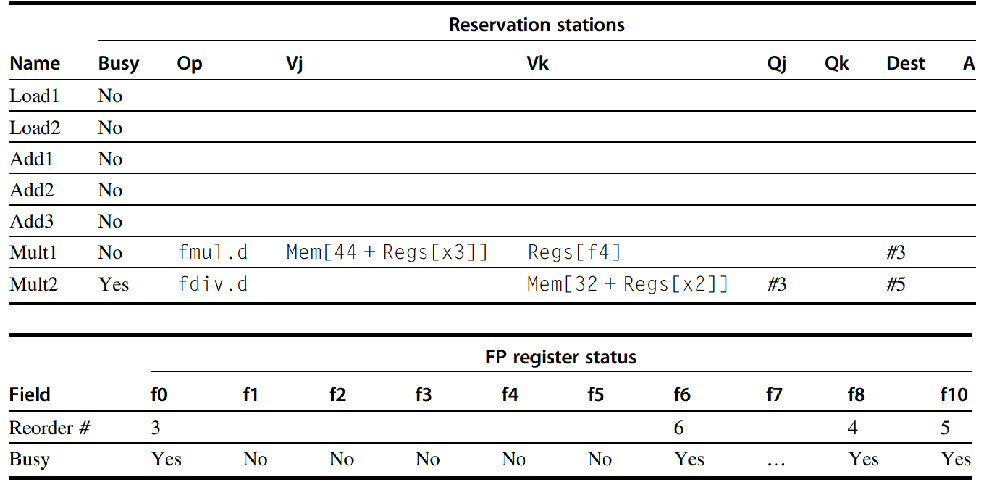 Reservation stations
Name Busy Op Vj Vk Qj Qk Dest A
Load1 No
Load2 No
Add1 No
Add2 No
Add3 No
Mult1 No fmul.d Mem[44 + Regs[x3]] Regs[f4] #3
Mult2 Yes fdiv.d Mem[32 + Regs[x2]] #3 #5
FP register status
Field f0 f1 f2 f3 f4 f5 f6 f7 f8 f10
Reorder # 3 6 4 5
Busy Yes No No No No No Yes … Yes Yes